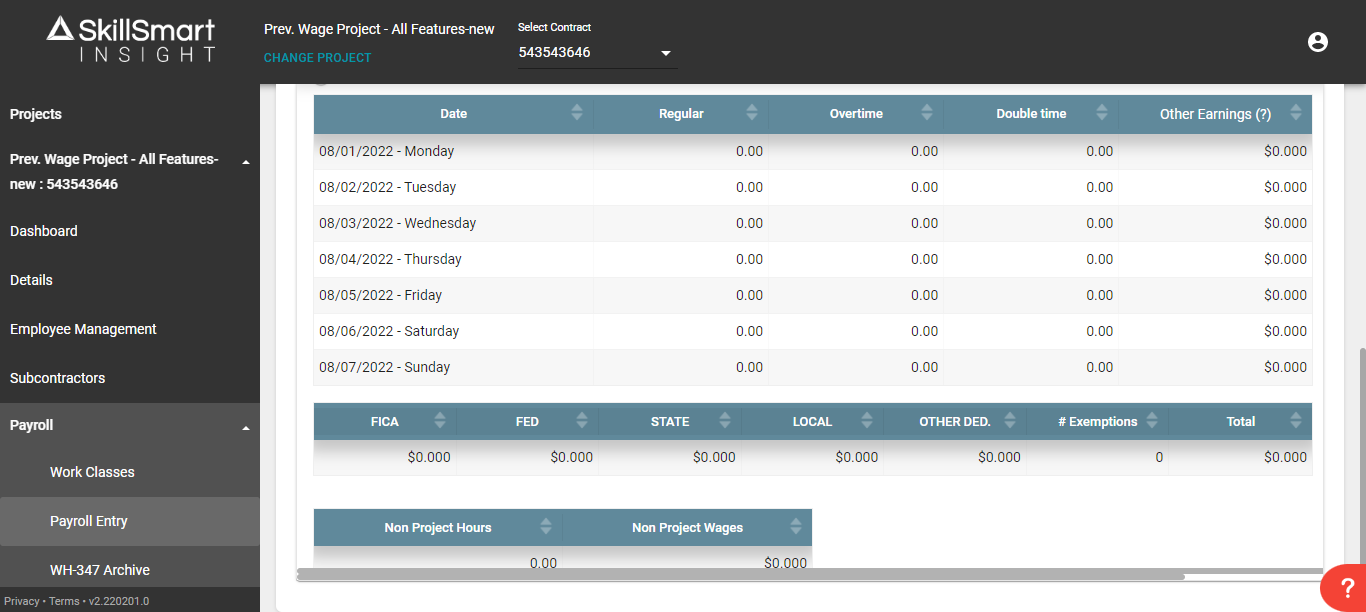 SkillSmart
INSIGHT
Prev. Wage Project - All Features-new
CHANGE PROJECT
Select Contract
543543646
Projects
Prev. Wage Project - All Features-
new : 543543646
Dashboard
Details
Employee Management
Subcontractors
Payroll
Work Classes
Payroll Entry
WH-347 Archive
Privacy • Terms • v2.220201.0
Date Regular Overtime Double time Other Earnings (?)
08/01/2022 - Monday 0.00 0.00 0.00 $0.000
08/02/2022 - Tuesday 0.00 0.00 0.00 $0.000
08/03/2022 - Wednesday 0.00 0.00 0.00 $0.000
08/04/2022 - Thursday 0.00 0.00 0.00 $0.000
08/05/2022 - Friday 0.00 0.00 0.00 $0.000
08/06/2022 - Saturday 0.00 0.00 0.00 $0.000
08/07/2022 - Sunday 0.00 0.00 0.00 $0.000
FICA FED STATE LOCAL OTHER DED. # Exemptions Total
$0.000 $0.000 $0.000 $0.000 $0.000 0 $0.000
Non Project Hours Non Project Wages
0.00 $0.000
?